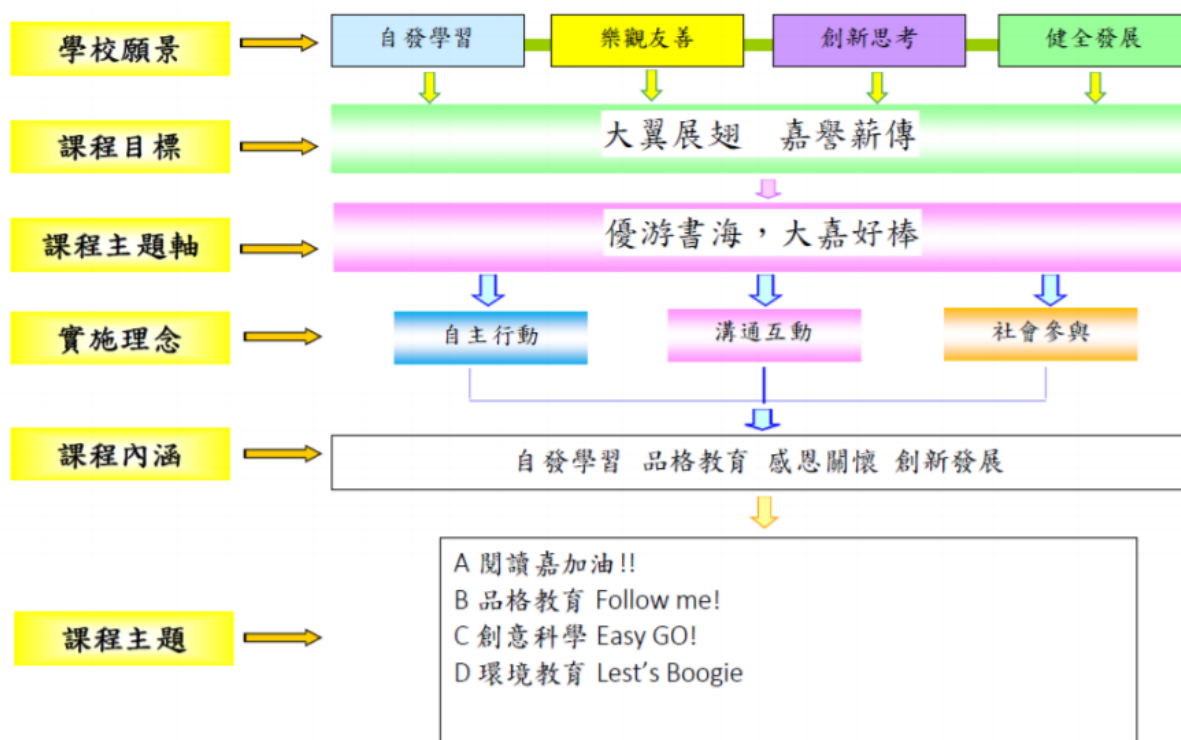 學校願景
自發學習 樂觀友善 創新思考 健全發展
課程目標
大翼展翅 嘉譽薪傳
課程主題軸
優游書海，大嘉好棒
實施理念
自主行動 溝通互動 社會參與
課程內涵
自發學習 品格教育 感恩關懷 創新發展
課程主題
A 閱讀嘉加油!!
B 品格教育 Follow me!
C 創意科學 Easy GO!
D 環境教育 Lest's Boogie